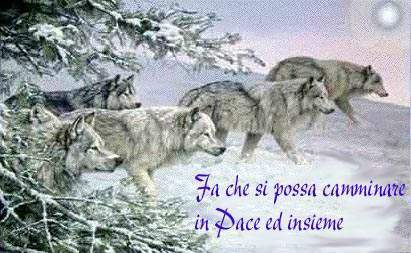 Fa che si possa camminare
in Pace ed insieme